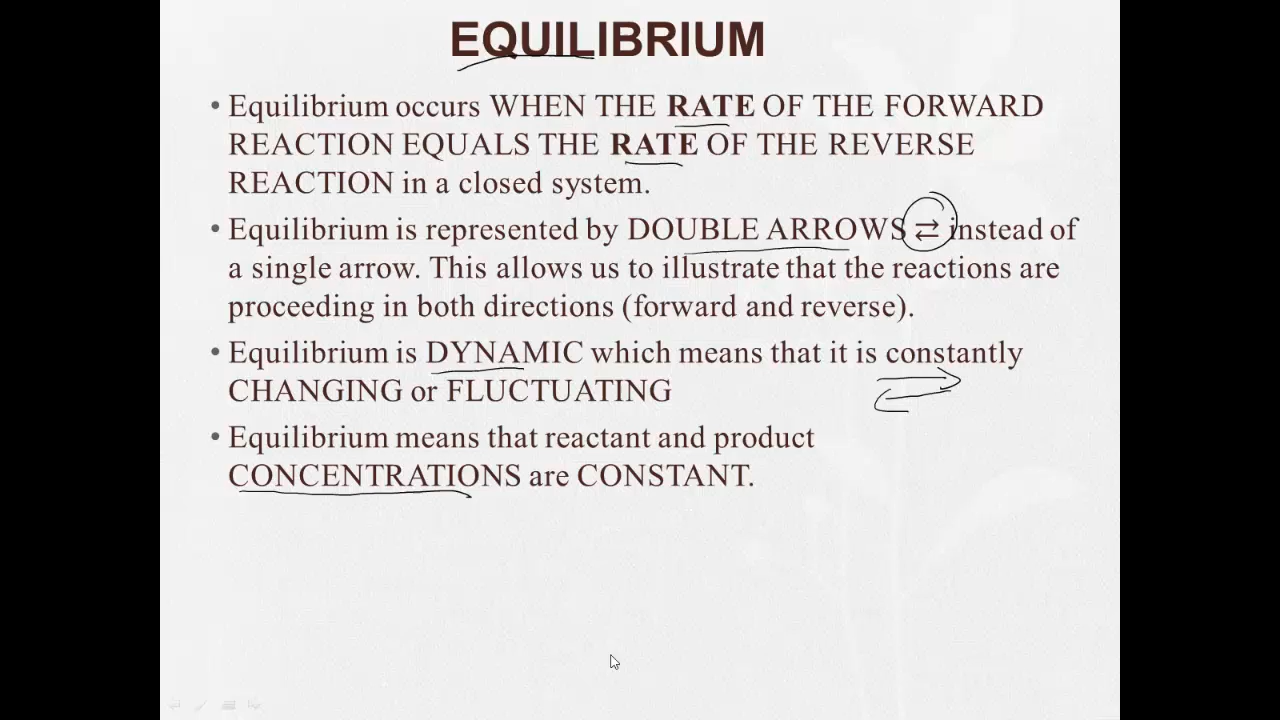 EQUILIBRIUM
• Equilibrium occurs WHEN THE RATE OF THE FORWARD
REACTION EQUALS THE RATE OF THE REVERSE
REACTION in a closed system.
• Equilibrium is represented by DOUBLE ARROWS ⇄ instead of
a single arrow. This allows us to illustrate that the reactions are
proceeding in both directions (forward and reverse).
• Equilibrium is DYNAMIC which means that it is constantly
CHANGING or FLUCTUATING
• Equilibrium means that reactant and product
CONCENTRATIONS are CONSTANT.